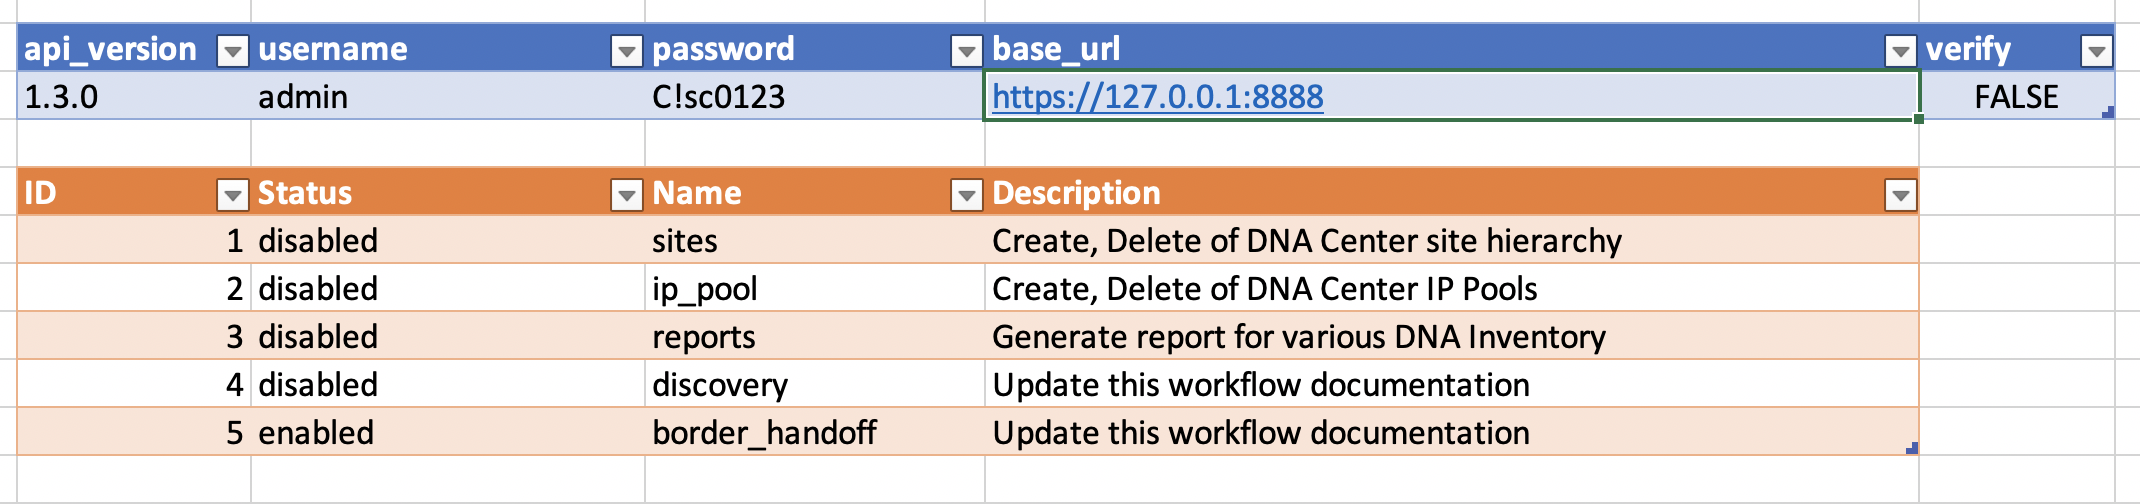 api_version username password base_url verify
1.3.0 admin C!sc0123 https://127.0.0.1:8888 FALSE
ID Status Name Description
1 disabled sites Create, Delete of DNA Center site hierarchy
2 disabled ip_pool Create, Delete of DNA Center IP Pools
3 disabled reports Generate report for various DNA Inventory
4 disabled discovery Update this workflow documentation
5 enabled border_handoff Update this workflow documentation